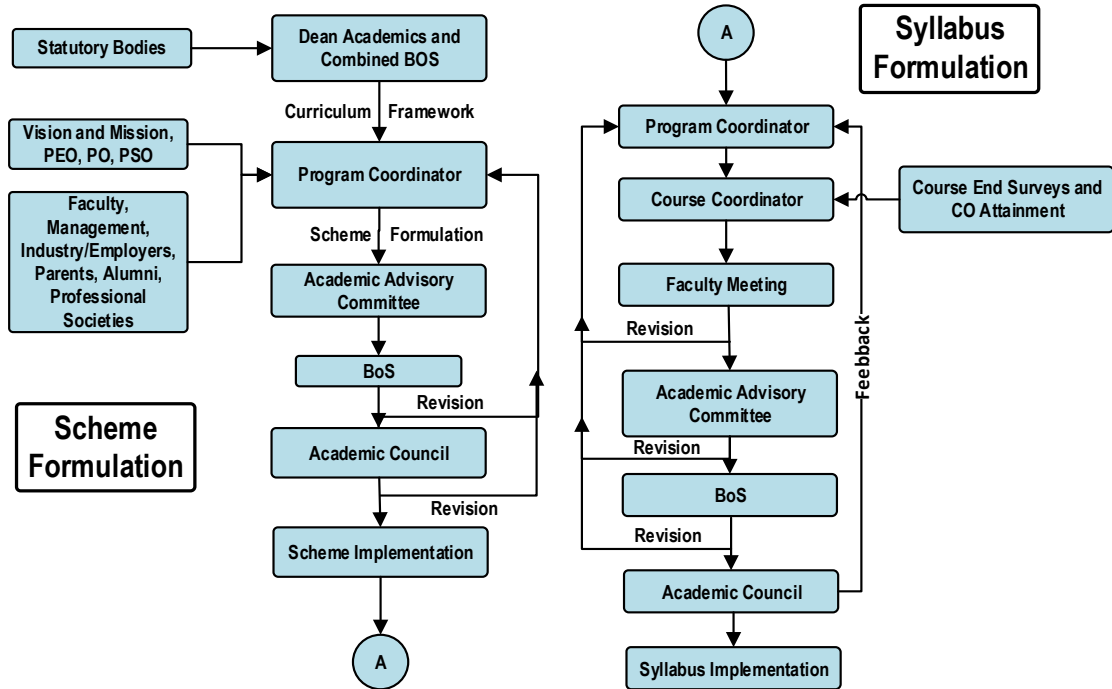 Statutory Bodies
Dean Academics and
Combined BOS
Curriculum Framework
Vision and Mission,
PEO, PO, PSO
Program Coordinator
Faculty,
Management,
Industry/Employers,
Parents, Alumni,
Professional
Societies
Scheme Formulation
Academic Advisory
Committee
BoS
Revision
Scheme
Formulation
Academic Council
Revision
Scheme Implementation
A
A
Syllabus
Formulation
Program Coordinator
Course Coordinator
Course End Surveys and
CO Attainment
Faculty Meeting
Revision
Feebback
Academic Advisory
Committee
Revision
BoS
Revision
Academic Council
Syllabus Implementation